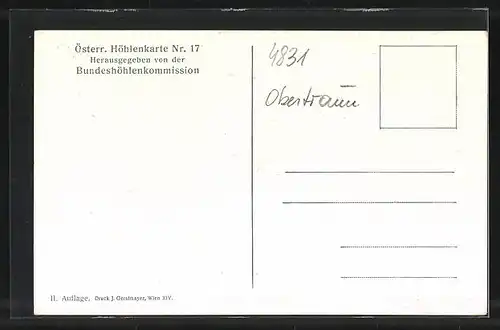 Österr. Höhlenkarte Nr. 17
Herausgegeben von der
Bundeshöhlenkommission
4831
Obertraun
II. Auflage. Druck J. Gerstmayer, Wien XIV.